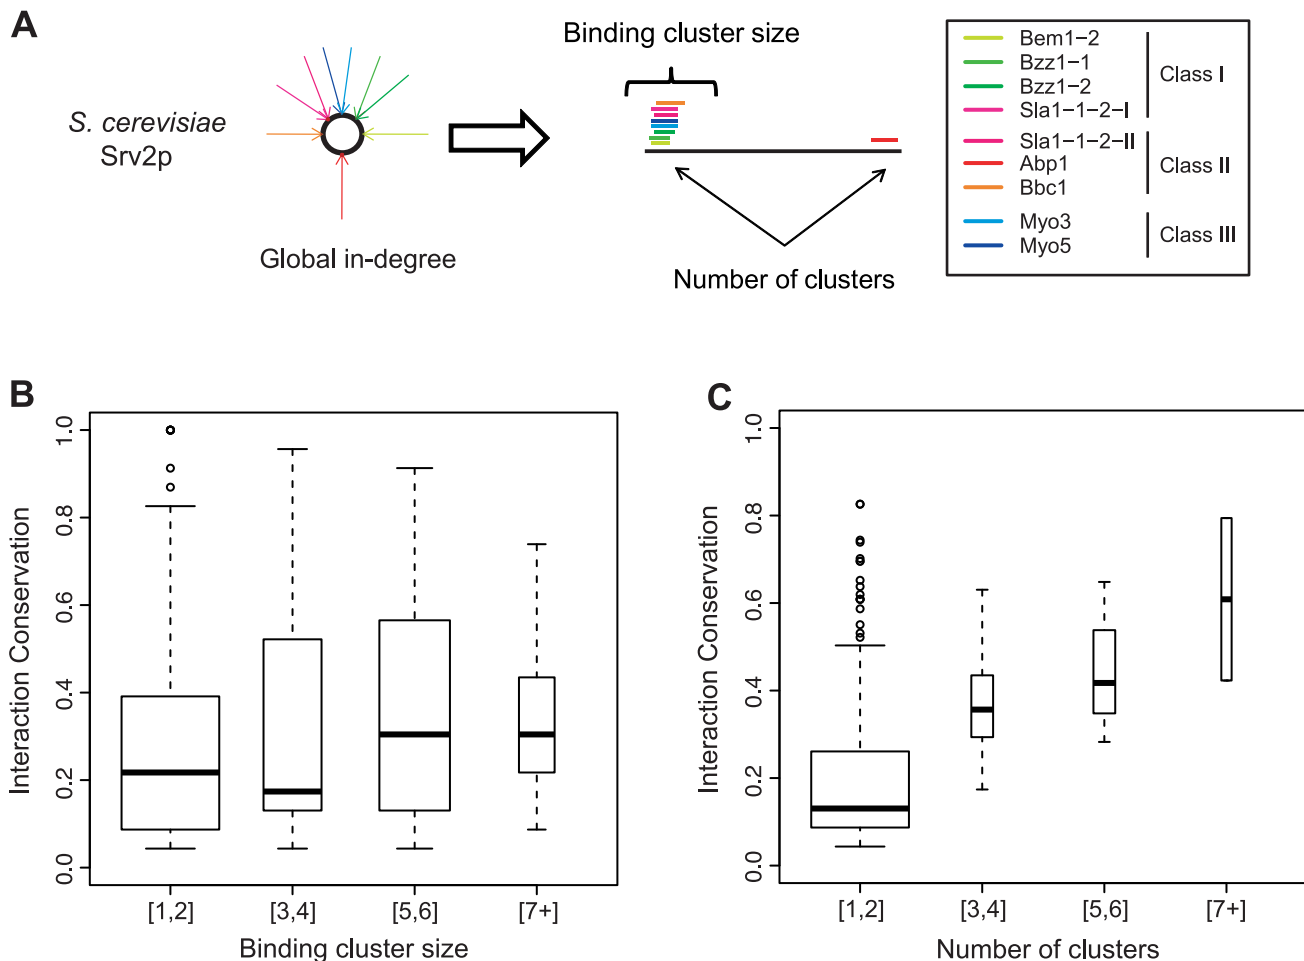 A
S. cerevisiae
Srv2p
Global in-degree
Binding cluster size
Number of clusters
Bem1−2
Bzz1−1
Bzz1−2
Sla1−1−2−I
Class I
Sla1−1−2−II
Abp1
Bbc1
Class II
Myo3
Myo5
Class III
B
Interaction Conservation
1.0
0.8
0.6
0.4
0.2
0.0
[1,2] [3,4] [5,6] [7+]
Binding cluster size
C
Interaction Conservation
1.0
0.8
0.6
0.4
0.2
0.0
[1,2] [3,4] [5,6] [7+]
Number of clusters